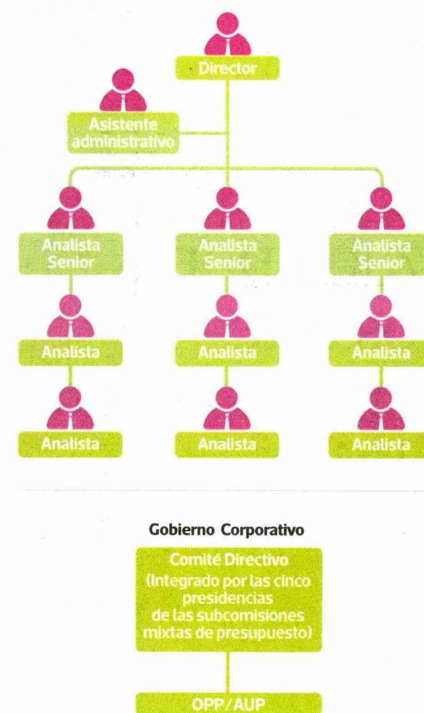 Director
Asistente
administrativo
Analista
Senior
Analista
Senior
Analista
Senior
Analista
Analista
Analista
Analista
Analista
Analista
Gobierno Corporativo
Comité Directivo
(Integrado por las cinco
presidencias
de las subcomisiones
mixtas de presupuesto)
OPP/AUP